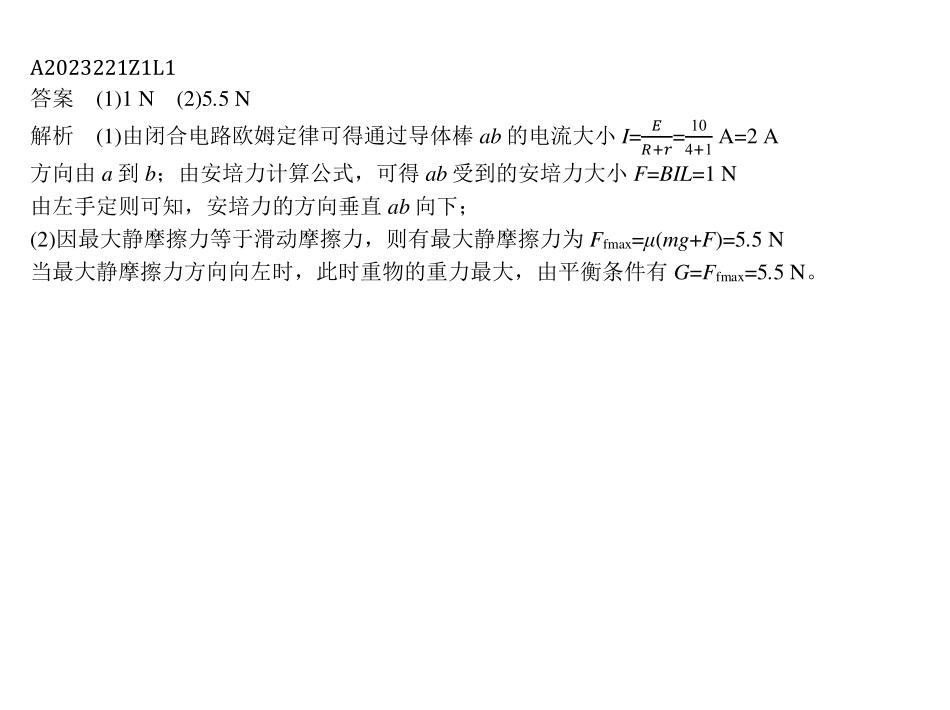 A2023221Z1L1
答案 (1)1 N (2)5.5 N
解析 (1)由闭合电路欧姆定律可得通过导体棒 ab 的电流大小 I=E/(R+r)=10/(4+1) A=2 A
方向由 a 到 b；由安培力计算公式，可得 ab 受到的安培力大小 F=BIL=1 N
由左手定则可知，安培力的方向垂直 ab 向下；
(2)因最大静摩擦力等于滑动摩擦力，则有最大静摩擦力为 Ffmax=μ(mg+F)=5.5 N
当最大静摩擦力方向向左时，此时重物的重力最大，由平衡条件有 G=Ffmax=5.5 N。